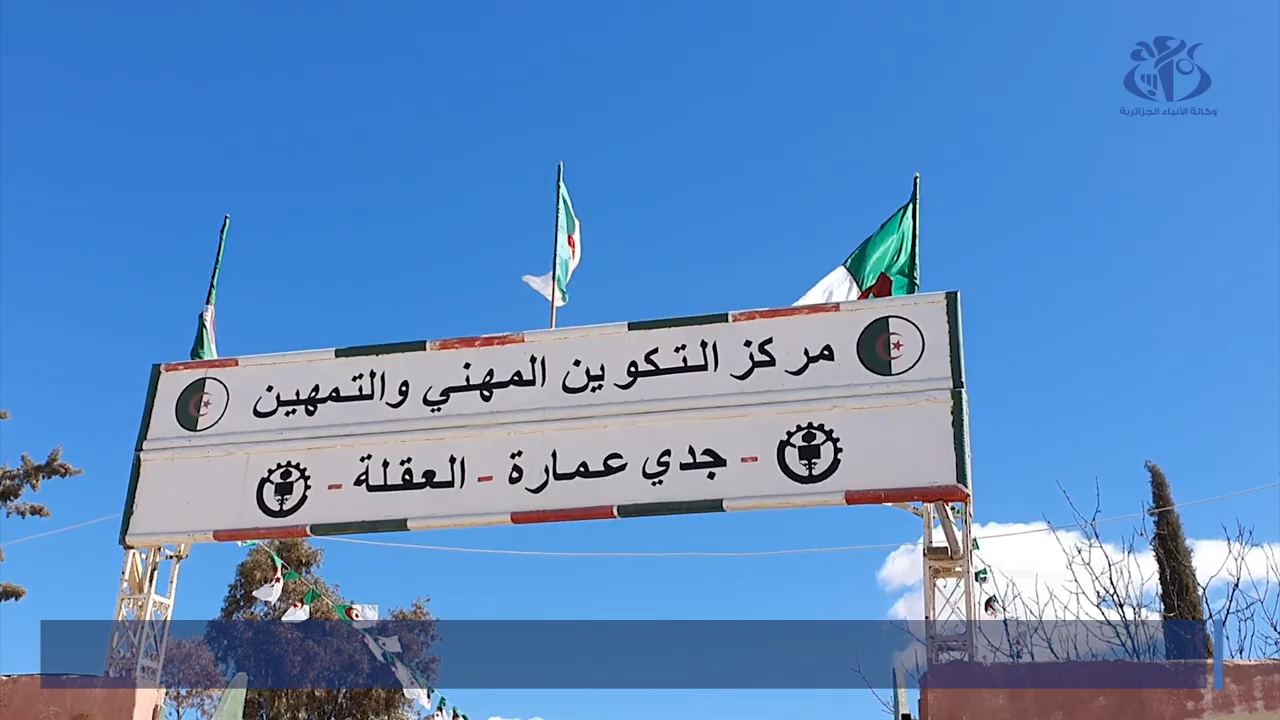 وكالة الأنباء الجزائرية
مركز التكوين المهني والتمهين
- جدي عمارة - العقلة -